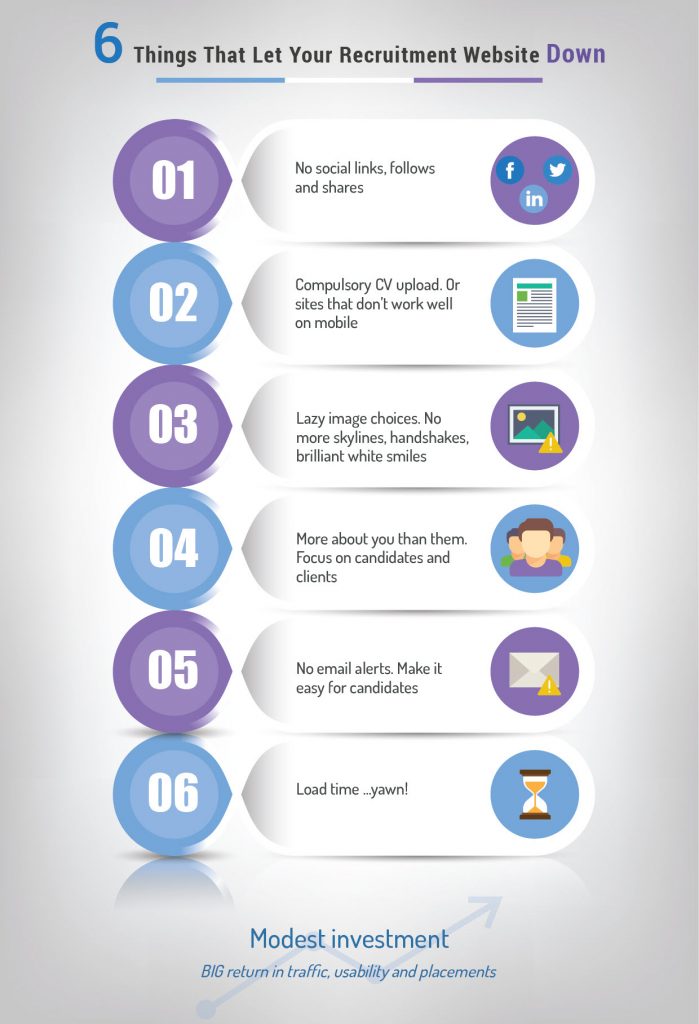 6 Things That Let Your Recruitment Website Down
01
No social links, follows
and shares
f
in
02
Compulsory CV upload. Or
sites that don't work well
on mobile
03
Lazy image choices. No
more skylines, handshakes,
brilliant white smiles
04
More about you than them.
Focus on candidates and
clients
05
No email alerts. Make it
easy for candidates
06
Load time ...yawn!
Modest investment
BIG return in traffic, usability and placements